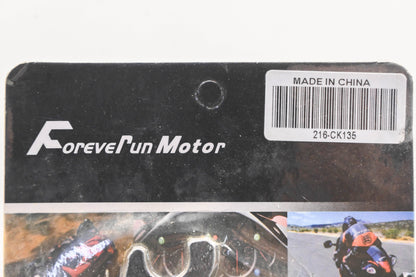 MADE IN CHINA
216-CK135
ForeveRun Motor